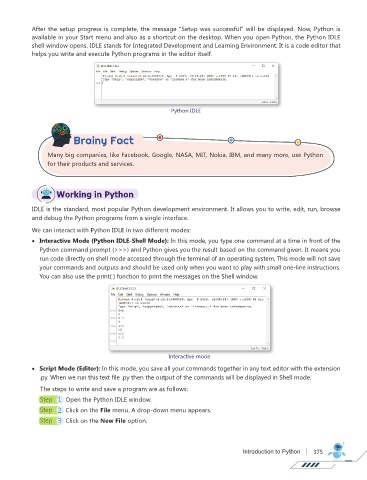 After the setup progress is complete, the message "Setup was successful" will be displayed. Now, Python is
available in your Start menu and also as a shortcut on the desktop. When you open Python, the Python IDLE
shell window opens. IDLE stands for Integrated Development and Learning Environment. It is a code editor that
helps you write and execute Python programs in the editor itself.
File Edit Shell Debug Options Window Help
Python IDLE
Brainy Fact
Many big companies, like Facebook, Google, NASA, MIT, Nokia, IBM, and many more, use Python
for their products and services.
Working in Python
IDLE is the standard, most popular Python development environment. It allows you to write, edit, run, browse
and debug the Python programs from a single interface.
We can interact with Python IDLE in two different modes:
• Interactive Mode (Python IDLE-Shell Mode): In this mode, you type one command at a time in front of the
Python command prompt (>>>) and Python gives you the result based on the command given. It means you
run code directly on shell mode accessed through the terminal of an operating system. This mode will not save
your commands and outputs and should be used only when you want to play with small one-line instructions.
You can also use the print( ) function to print the messages on the Shell window.
File Edit Shell Debug Options Window Help
Interactive mode
• Script Mode (Editor): In this mode, you save all your commands together in any text editor with the extension
.py. When we run this text file .py then the output of the commands will be displayed in Shell mode.
The steps to write and save a program are as follows:
Step 1 Open the Python IDLE window.
Step 2 Click on the File menu. A drop-down menu appears.
Step 3 Click on the New File option.
Introduction to Python | 375